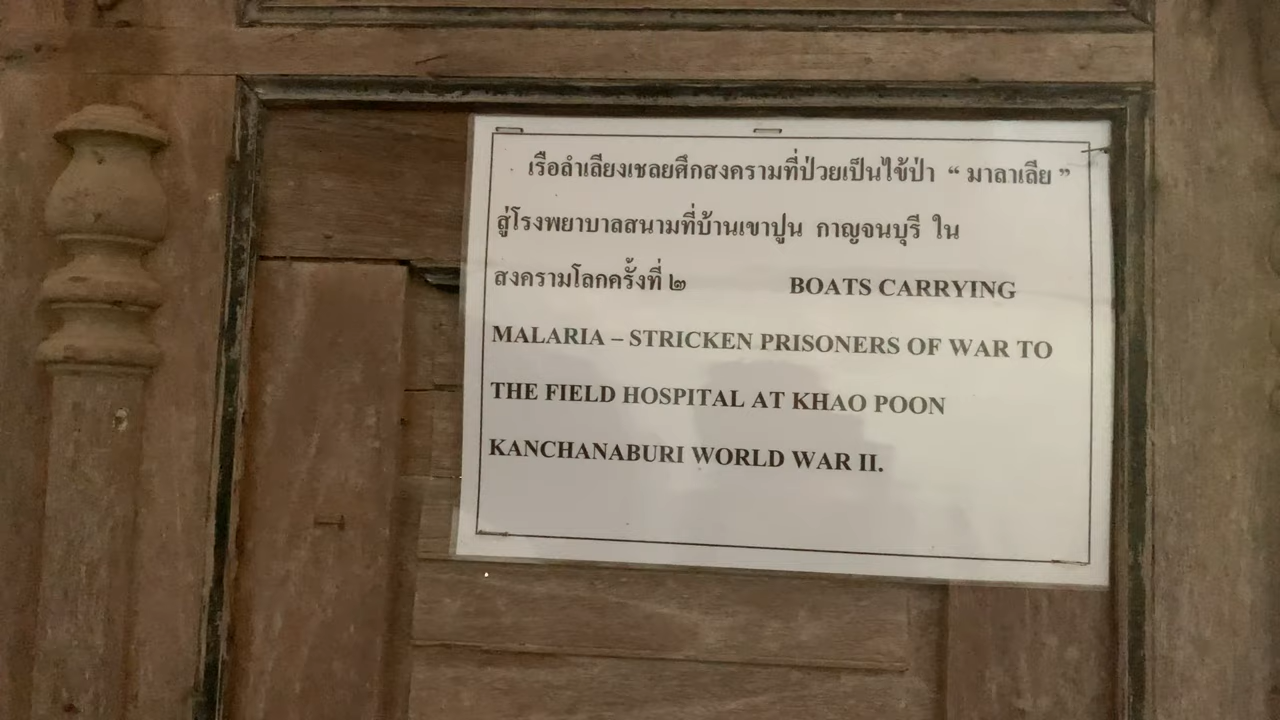 เรือลำเลียงเชลยศึกสงครามที่ป่วยเป็นไข้ป่า “ มาลาเลีย ”
สู่โรงพยาบาลสนามที่บ้านเขาปูน กาญจนบุรี ใน
สงครามโลกครั้งที่ ๒ BOATS CARRYING
MALARIA – STRICKEN PRISONERS OF WAR TO
THE FIELD HOSPITAL AT KHAO POON
KANCHANABURI WORLD WAR II.